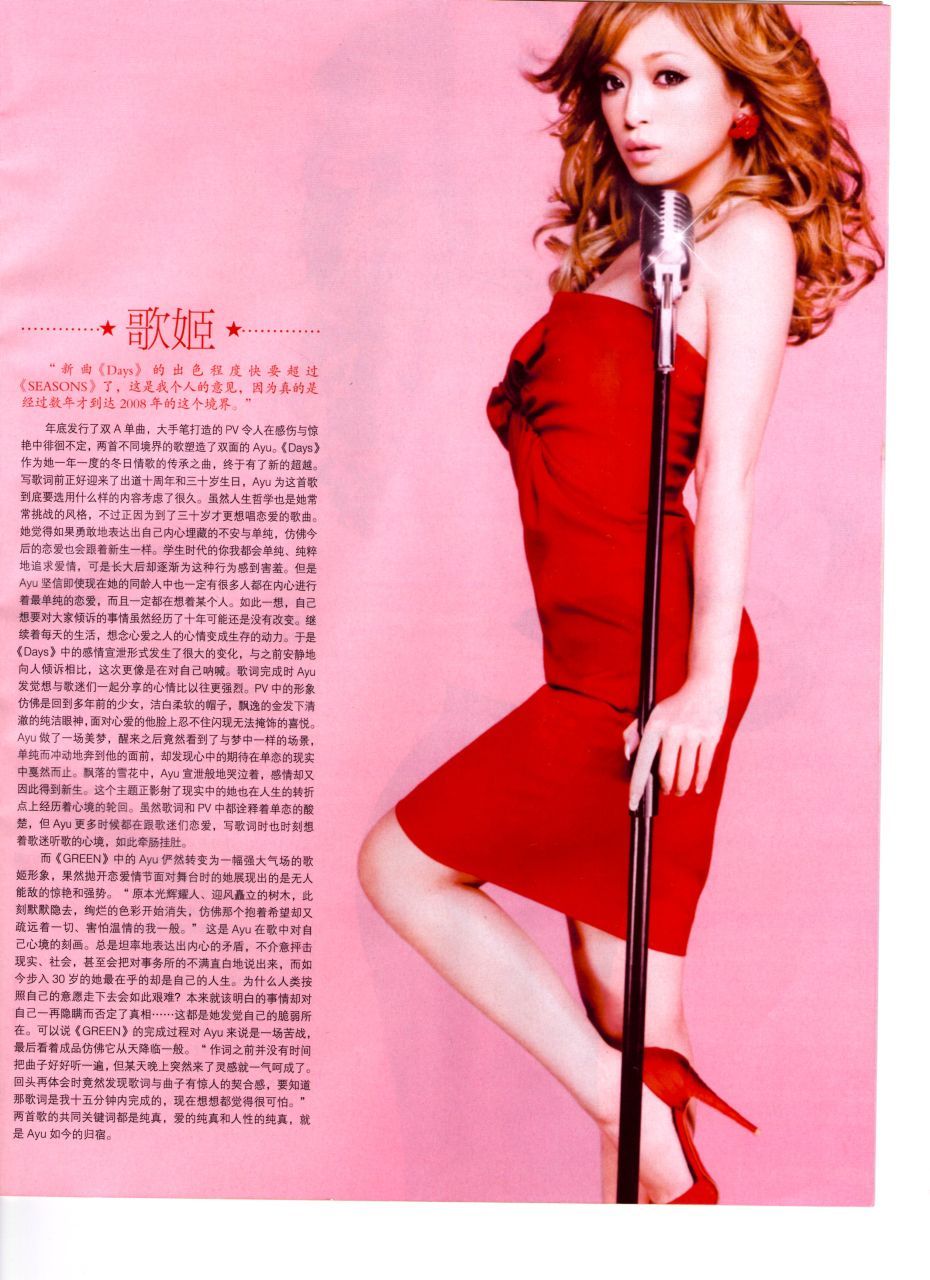 歌姬
“新曲《Days》的出色程度快要超过
《SEASONS》了，这是我个人的意见，因为真的是
经过数年才到达 2008 年的这个境界。”
年底发行了双 A 单曲，大手笔打造的 PV 令人在感伤与惊
艳中徘徊不定，两首不同境界的歌塑造了双面的 Ayu。《Days》
作为她一年一度的冬日情歌的传承之曲，终于有了新的超越。
写歌词前正好迎来了出道十周年和三十岁生日，Ayu 为这首歌
到底要选用什么样的内容考虑了很久。虽然人生哲学也是她常
常挑战的风格，不过正因为到了三十岁才更想唱恋爱的歌曲。
她觉得如果勇敢地表达出自己内心埋藏的不安与单纯，仿佛今
后的恋爱也会跟着新生一样。学生时代的你我都会单纯、纯粹
地追求爱情，可是长大后却逐渐为这种行为感到害羞。但是
Ayu 坚信即使现在她的同龄人中也一定有很多人都在内心进行
着最单纯的恋爱，而且一定都在想着某个人。如此一想，自己
想要对大家倾诉的事情虽然经历了十年可能还是没有改变。继
续着每天的生活，想念心爱之人的心情变成生存的动力。于是
《Days》中的感情宣泄形式发生了很大的变化，与之前安静地
向人倾诉相比，这次更像是在对自己呐喊。歌词完成时 Ayu
发觉想与歌迷们一起分享的心情比以往更强烈。PV 中的形象
仿佛是回到多年前的少女，洁白柔软的帽子，飘逸的金发下清
澈的纯洁眼神，面对心爱的他脸上忍不住闪现无法掩饰的喜悦。
Ayu 做了一场美梦，醒来之后竟然看到了与梦中一样的场景，
单纯而冲动地奔到他的面前，却发现心中的期待在单恋的现实
中戛然而止。飘落的雪花中，Ayu 宣泄般地哭泣着，感情却又
因此得到新生。这个主题正影射了现实中的她也在人生的转折
点上经历着心境的轮回。虽然歌词和 PV 中都诠释着单恋的酸
楚，但 Ayu 更多时候都在跟歌迷们恋爱，写歌词时也时刻想
着歌迷听歌的心境，如此牵肠挂肚。
而《GREEN》中的 Ayu 俨然转变为一幅强大气场的歌
姬形象，果然抛开恋爱情节面对舞台时的她展现出的是无人
能敌的惊艳和强势。“原本光辉耀人、迎风矗立的树木，此
刻默默隐去，绚烂的色彩开始消失，仿佛那个抱着希望却又
疏远着一切、害怕温情的我一般。”这是 Ayu 在歌中对自
己心境的刻画。总是坦率地表达出内心的矛盾，不介意抨击
现实、社会，甚至会把对事务所的不满直白地说出来，而如
今步入 30 岁的她最在乎的却是自己的人生。为什么人类按
照自己的意愿走下去会如此艰难？本来就该明白的事情却对
自己一再隐瞒而否定了真相……这都是她发觉自己的脆弱所
在。可以说《GREEN》的完成过程对 Ayu 来说是一场苦战，
最后看着成品仿佛它从天降临一般。“作词之前并没有时间
把曲子好好听一遍，但某天晚上突然来了灵感就一气呵成了。
回头再体会时竟然发现歌词与曲子有惊人的契合感，要知道
那歌词是我十五分钟内完成的，现在想想都觉得很可怕。”
两首歌的共同关键词都是纯真，爱的纯真和人性的纯真，就
是 Ayu 如今的归宿。